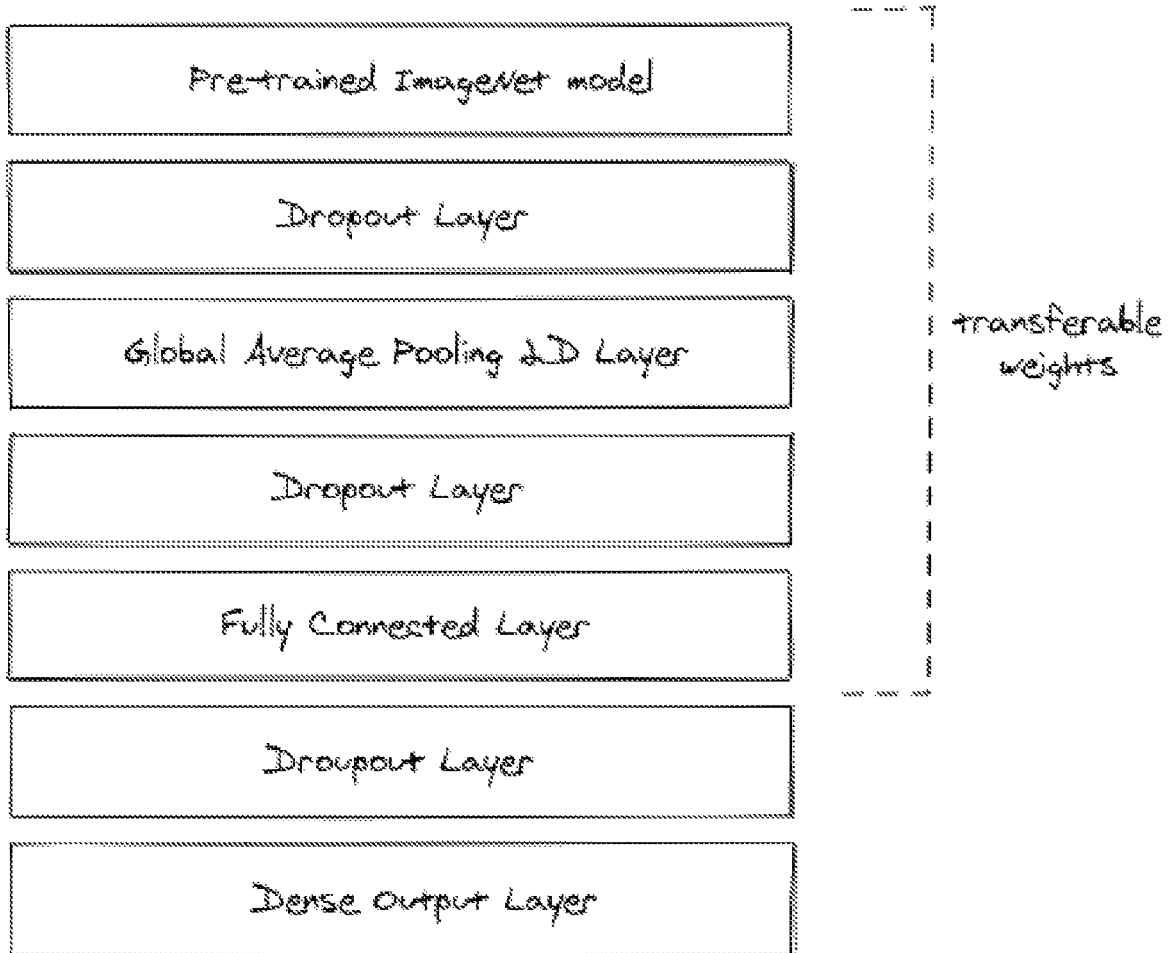 Pre-trained ImageNet model
Dropout Layer
Global Average Pooling 2D Layer
transferable
weights
Dropout Layer
Fully Connected Layer
Droupout Layer
Dense Output Layer